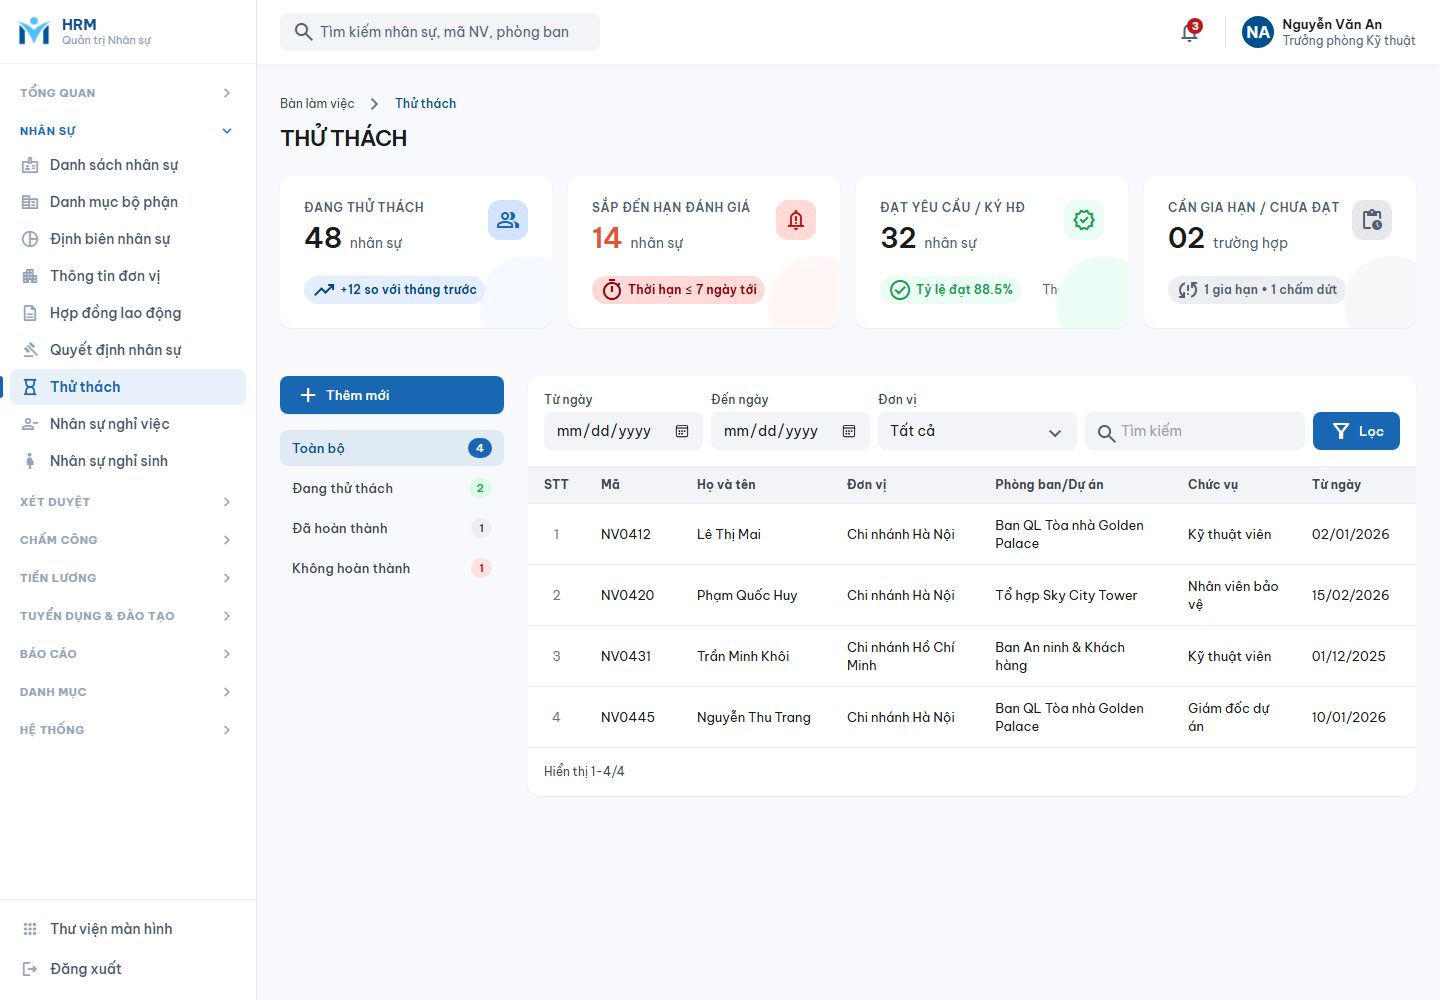 HRM
Quản trị Nhân sự
TỔNG QUAN
NHÂN SỰ
Danh sách nhân sự
Danh mục bộ phận
Định biên nhân sự
Thông tin đơn vị
Hợp đồng lao động
Quyết định nhân sự
Thử thách
Nhân sự nghỉ việc
Nhân sự nghỉ sinh
XÉT DUYỆT
CHẤM CÔNG
TIỀN LƯƠNG
TUYỂN DỤNG & ĐÀO TẠO
BÁO CÁO
DANH MỤC
HỆ THỐNG
Thư viện màn hình
Đăng xuất
Tìm kiếm nhân sự, mã NV, phòng ban
3
NA
Nguyễn Văn An
Trưởng phòng Kỹ thuật
Bàn làm việc
Thử thách
THỬ THÁCH
ĐANG THỬ THÁCH
48 nhân sự
+12 so với tháng trước
SẮP ĐẾN HẠN ĐÁNH GIÁ
14 nhân sự
Thời hạn ≤ 7 ngày tới
ĐẠT YÊU CẦU / KÝ HĐ
32 nhân sự
Tỷ lệ đạt 88.5%
CẦN GIA HẠN / CHƯA ĐẠT
02 trường hợp
1 gia hạn • 1 chấm dứt
Thêm mới
Toàn bộ 4
Đang thử thách 2
Đã hoàn thành 1
Không hoàn thành 1
Từ ngày Đến ngày Đơn vị
mm/dd/yyyy mm/dd/yyyy Tất cả Tìm kiếm Lọc
STT Mã Họ và tên Đơn vị Phòng ban/Dự án Chức vụ Từ ngày
1 NV0412 Lê Thị Mai Chi nhánh Hà Nội Ban QL Tòa nhà Golden Palace Kỹ thuật viên 02/01/2026
2 NV0420 Phạm Quốc Huy Chi nhánh Hà Nội Tổ hợp Sky City Tower Nhân viên bảo vệ 15/02/2026
3 NV0431 Trần Minh Khôi Chi nhánh Hồ Chí Minh Ban An ninh & Khách hàng Kỹ thuật viên 01/12/2025
4 NV0445 Nguyễn Thu Trang Chi nhánh Hà Nội Ban QL Tòa nhà Golden Palace Giám đốc dự án 10/01/2026
Hiển thị 1-4/4